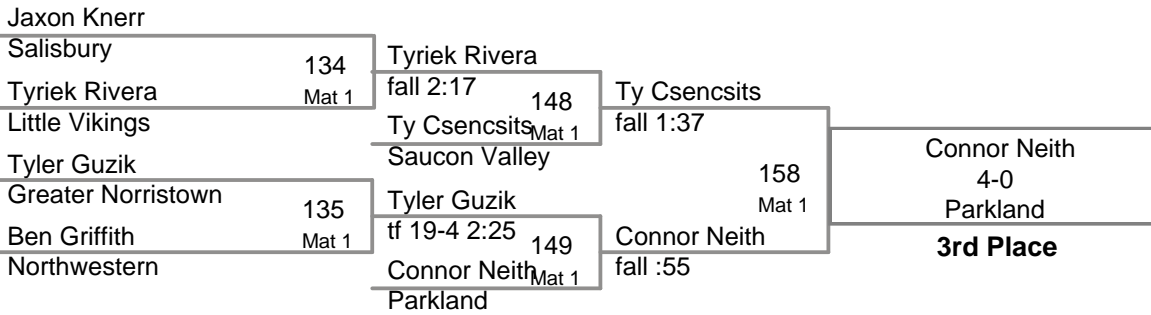 Jaxon Knerr
Salisbury
134
Mat 1
Tyriek Rivera
Little Vikings
Tyler Guzik
Greater Norristown
135
Mat 1
Ben Griffith
Northwestern
Tyriek Rivera
fall 2:17
148
Mat 1
Ty Csencsits
Saucon Valley
Tyler Guzik
tf 19-4 2:25
149
Mat 1
Connor Neith
Parkland
Ty Csencsits
fall 1:37
158
Mat 1
Connor Neith
fall :55
Connor Neith
4-0
Parkland
3rd Place